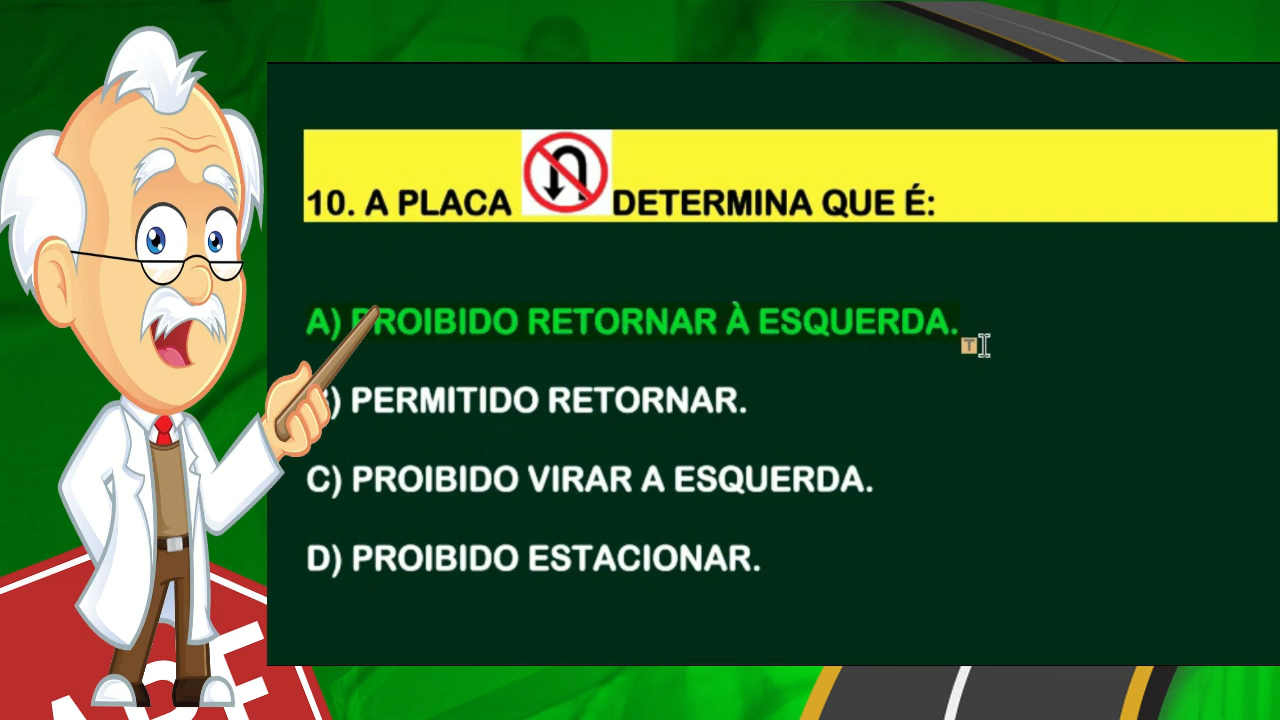 10. A PLACA DETERMINA QUE É:
A) PROIBIDO RETORNAR À ESQUERDA.
) PERMITIDO RETORNAR.
C) PROIBIDO VIRAR A ESQUERDA.
D) PROIBIDO ESTACIONAR.
T